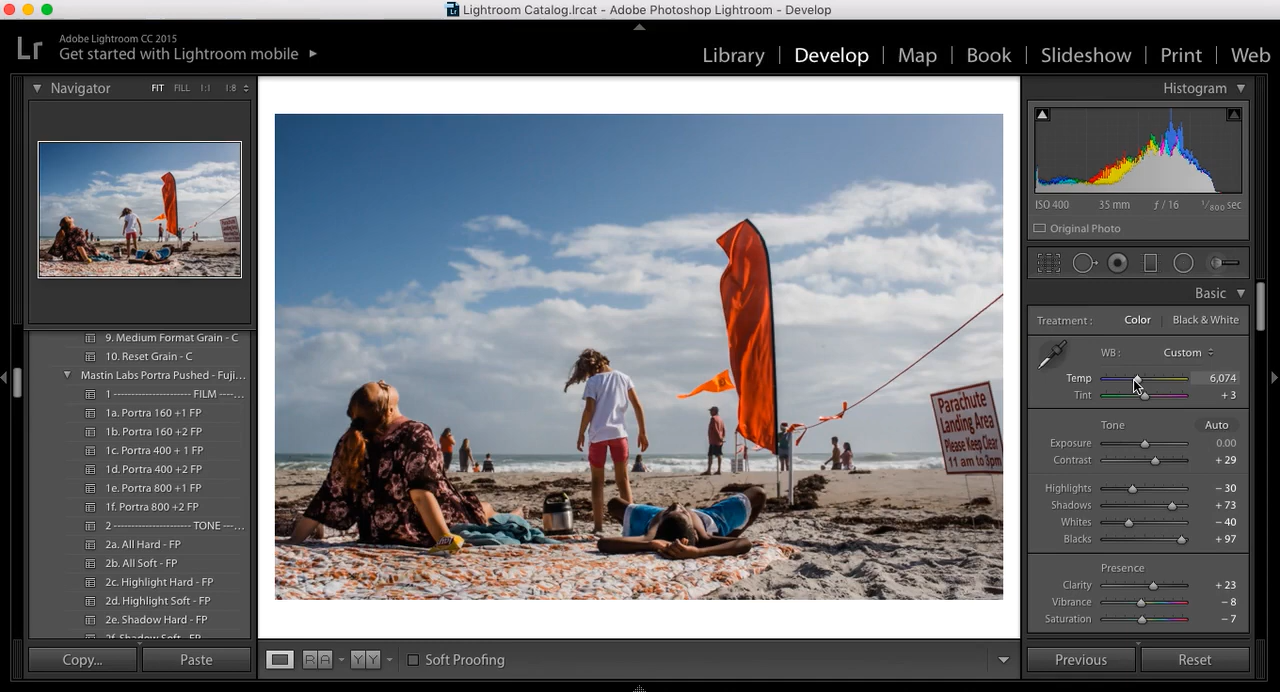 Lightroom Catalog.lrcat - Adobe Photoshop Lightroom - Develop
Lr
Adobe Lightroom CC 2015
Get started with Lightroom mobile
Library | Develop | Map | Book | Slideshow | Print | Web
Navigator FIT FILL 1:1 1:8
9. Medium Format Grain - C
10. Reset Grain - C
Mastin Labs Portra Pushed - Fuji...
1 ---------------------- FILM ----...
1a. Portra 160 +1 FP
1b. Portra 160 +2 FP
1c. Portra 400 + 1 FP
1d. Portra 400 +2 FP
1e. Portra 800 +1 FP
1f. Portra 800 +2 FP
2 ---------------------- TONE ---...
2a. All Hard - FP
2b. All Soft - FP
2c. Highlight Hard - FP
2d. Highlight Soft - FP
2e. Shadow Hard - FP
2f. Shadow Soft - FP
Copy...
Paste
Parachute
Landing Area
Please Keep Clear
11 am to 3pm
R A
Y Y
Soft Proofing
Histogram
ISO 400 35 mm ƒ / 16 1/800 sec
Original Photo
Basic
Treatment : Color Black & White
WB : Custom
Temp 6,074
Tint + 3
Tone Auto
Exposure 0.00
Contrast + 29
Highlights − 30
Shadows + 73
Whites − 40
Blacks + 97
Presence
Clarity + 23
Vibrance − 8
Saturation − 7
Previous
Reset